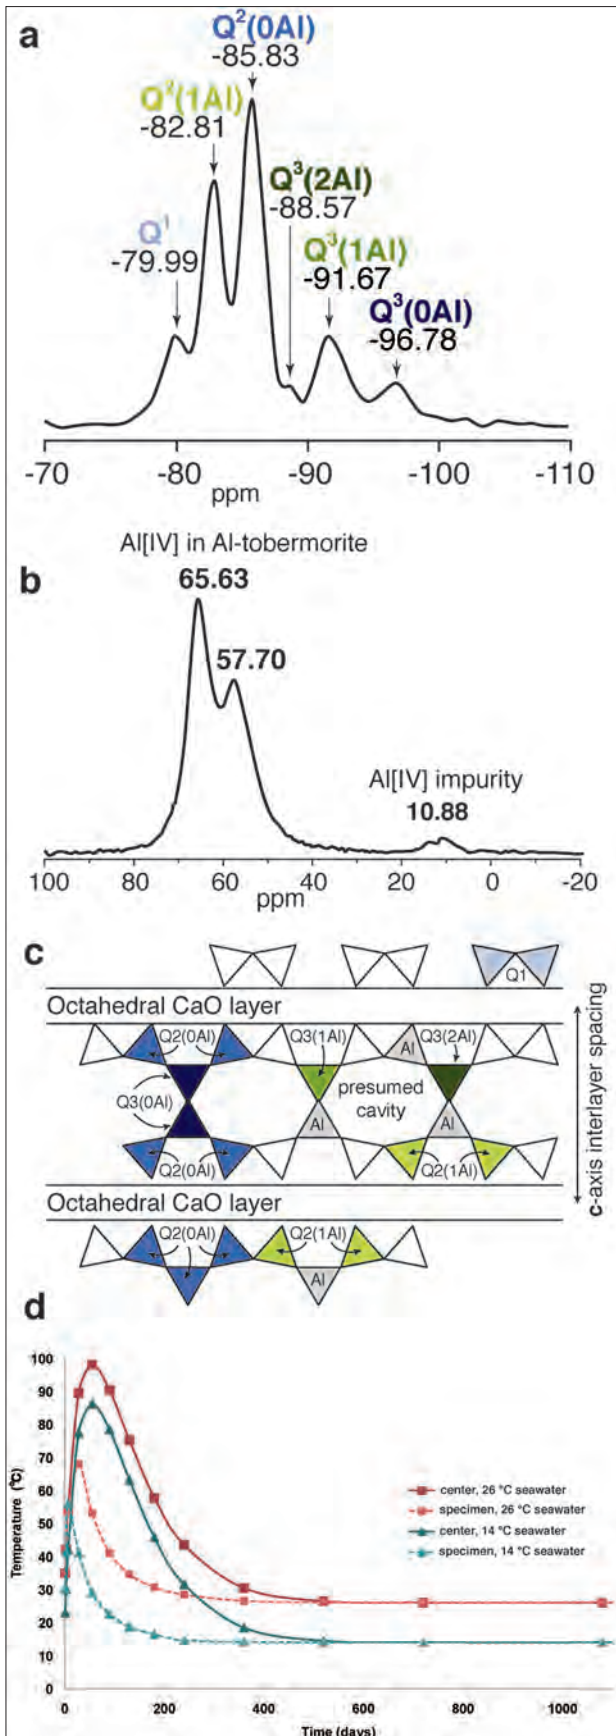 a
Q²(0Al)
-85.83
Q²(1Al)
-82.81
Q³(2Al)
-88.57
Q¹
-79.99
Q³(1Al)
-91.67
Q³(0Al)
-96.78
-70 -80 -90 -100 -110
ppm
b
Al[IV] in Al-tobermorite
65.63
57.70
Al[IV] impurity
10.88
100 80 60 40 20 0 -20
ppm
c
Q1
Octahedral CaO layer
Q2(0Al) Q3(1Al) Al Q3(2Al)
Q3(0Al) presumed
cavity
Al Al
Q2(0Al) Q2(1Al)
Octahedral CaO layer
Q2(0Al) Q2(1Al)
Al
c-axis interlayer spacing
d
100
90
80
70
60
50
40
30
20
10
0
Temperature (°C)
center, 26 °C seawater
specimen, 26 °C seawater
center, 14 °C seawater
specimen, 14 °C seawater
0 200 400 600 800 1000
Time (days)